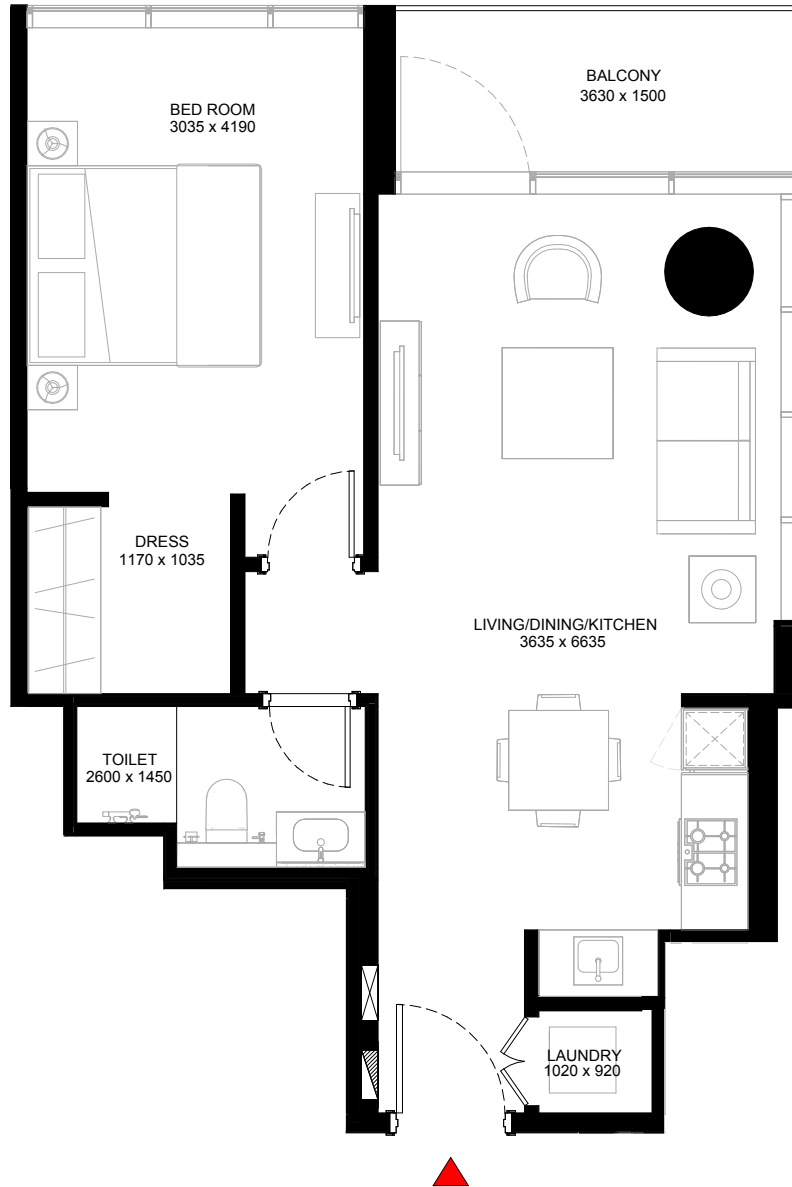 BALCONY
3630 x 1500
BED ROOM
3035 x 4190
DRESS
1170 x 1035
LIVING/DINING/KITCHEN
3635 x 6635
TOILET
2600 x 1450
LAUNDRY
1020 x 920